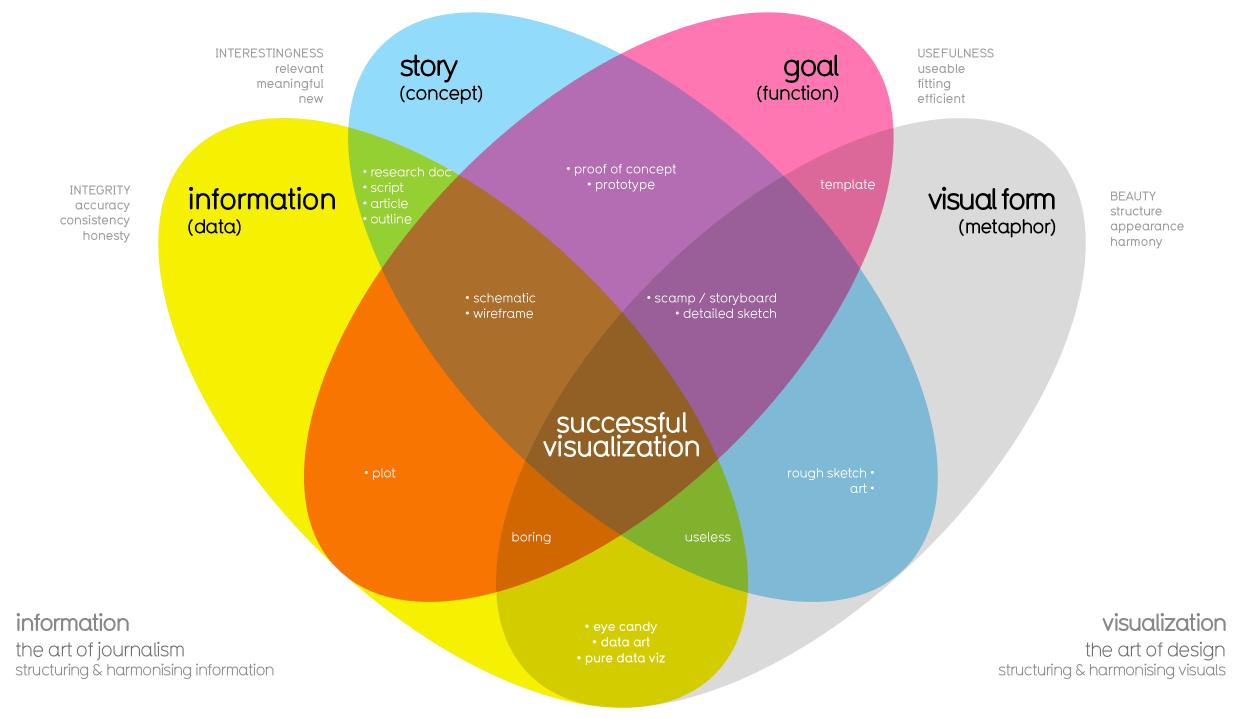 INTERESTINGNESS
relevant
meaningful
new
story
(concept)
goal
(function)
USEFULNESS
useable
fitting
efficient
INTEGRITY
accuracy
consistency
honesty
information
(data)
• research doc
• script
• article
• outline
• proof of concept
• prototype
template
visual form
(metaphor)
BEAUTY
structure
appearance
harmony
• schematic
• wireframe
• scamp / storyboard
• detailed sketch
successful
visualization
• plot
rough sketch •
art •
boring
useless
• eye candy
• data art
• pure data viz
information
the art of journalism
structuring & harmonising information
visualization
the art of design
structuring & harmonising visuals